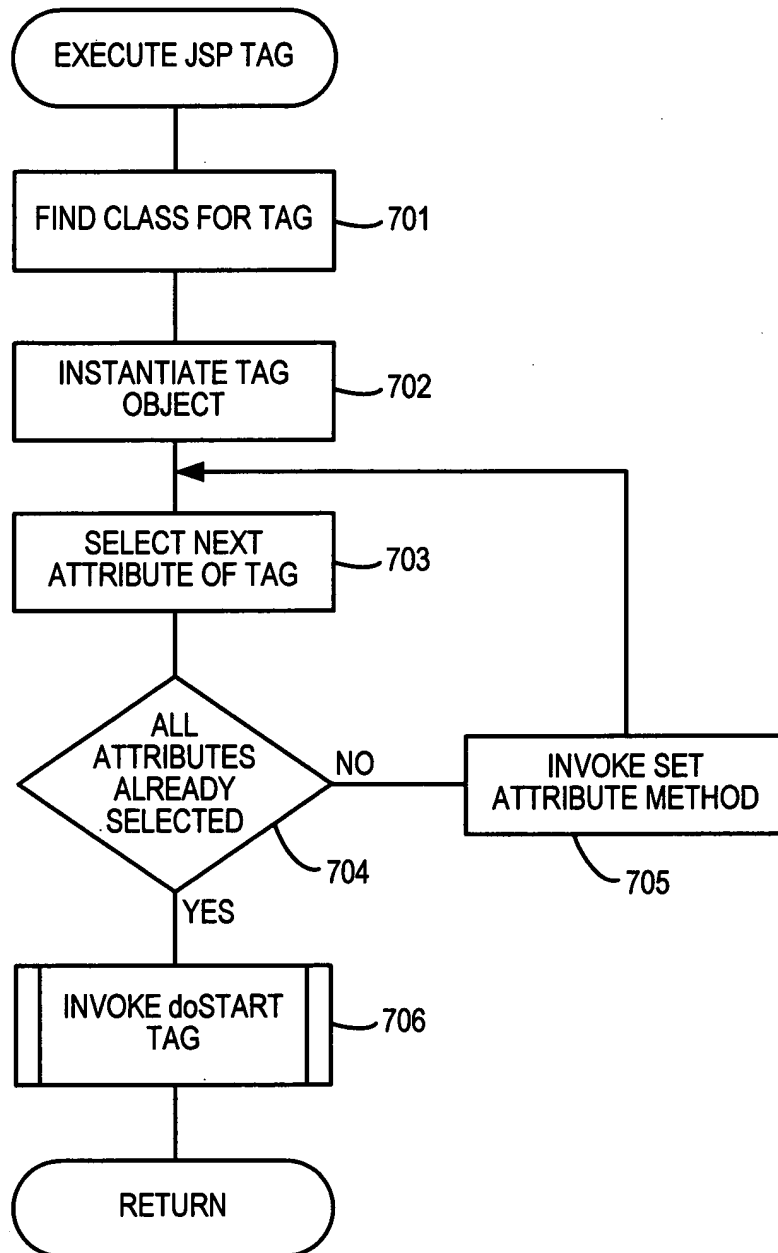 EXECUTE JSP TAG
FIND CLASS FOR TAG
701
INSTANTIATE TAG
OBJECT
702
SELECT NEXT
ATTRIBUTE OF TAG
703
ALL
ATTRIBUTES
ALREADY
SELECTED
704
NO
INVOKE SET
ATTRIBUTE METHOD
705
YES
INVOKE doSTART
TAG
706
RETURN